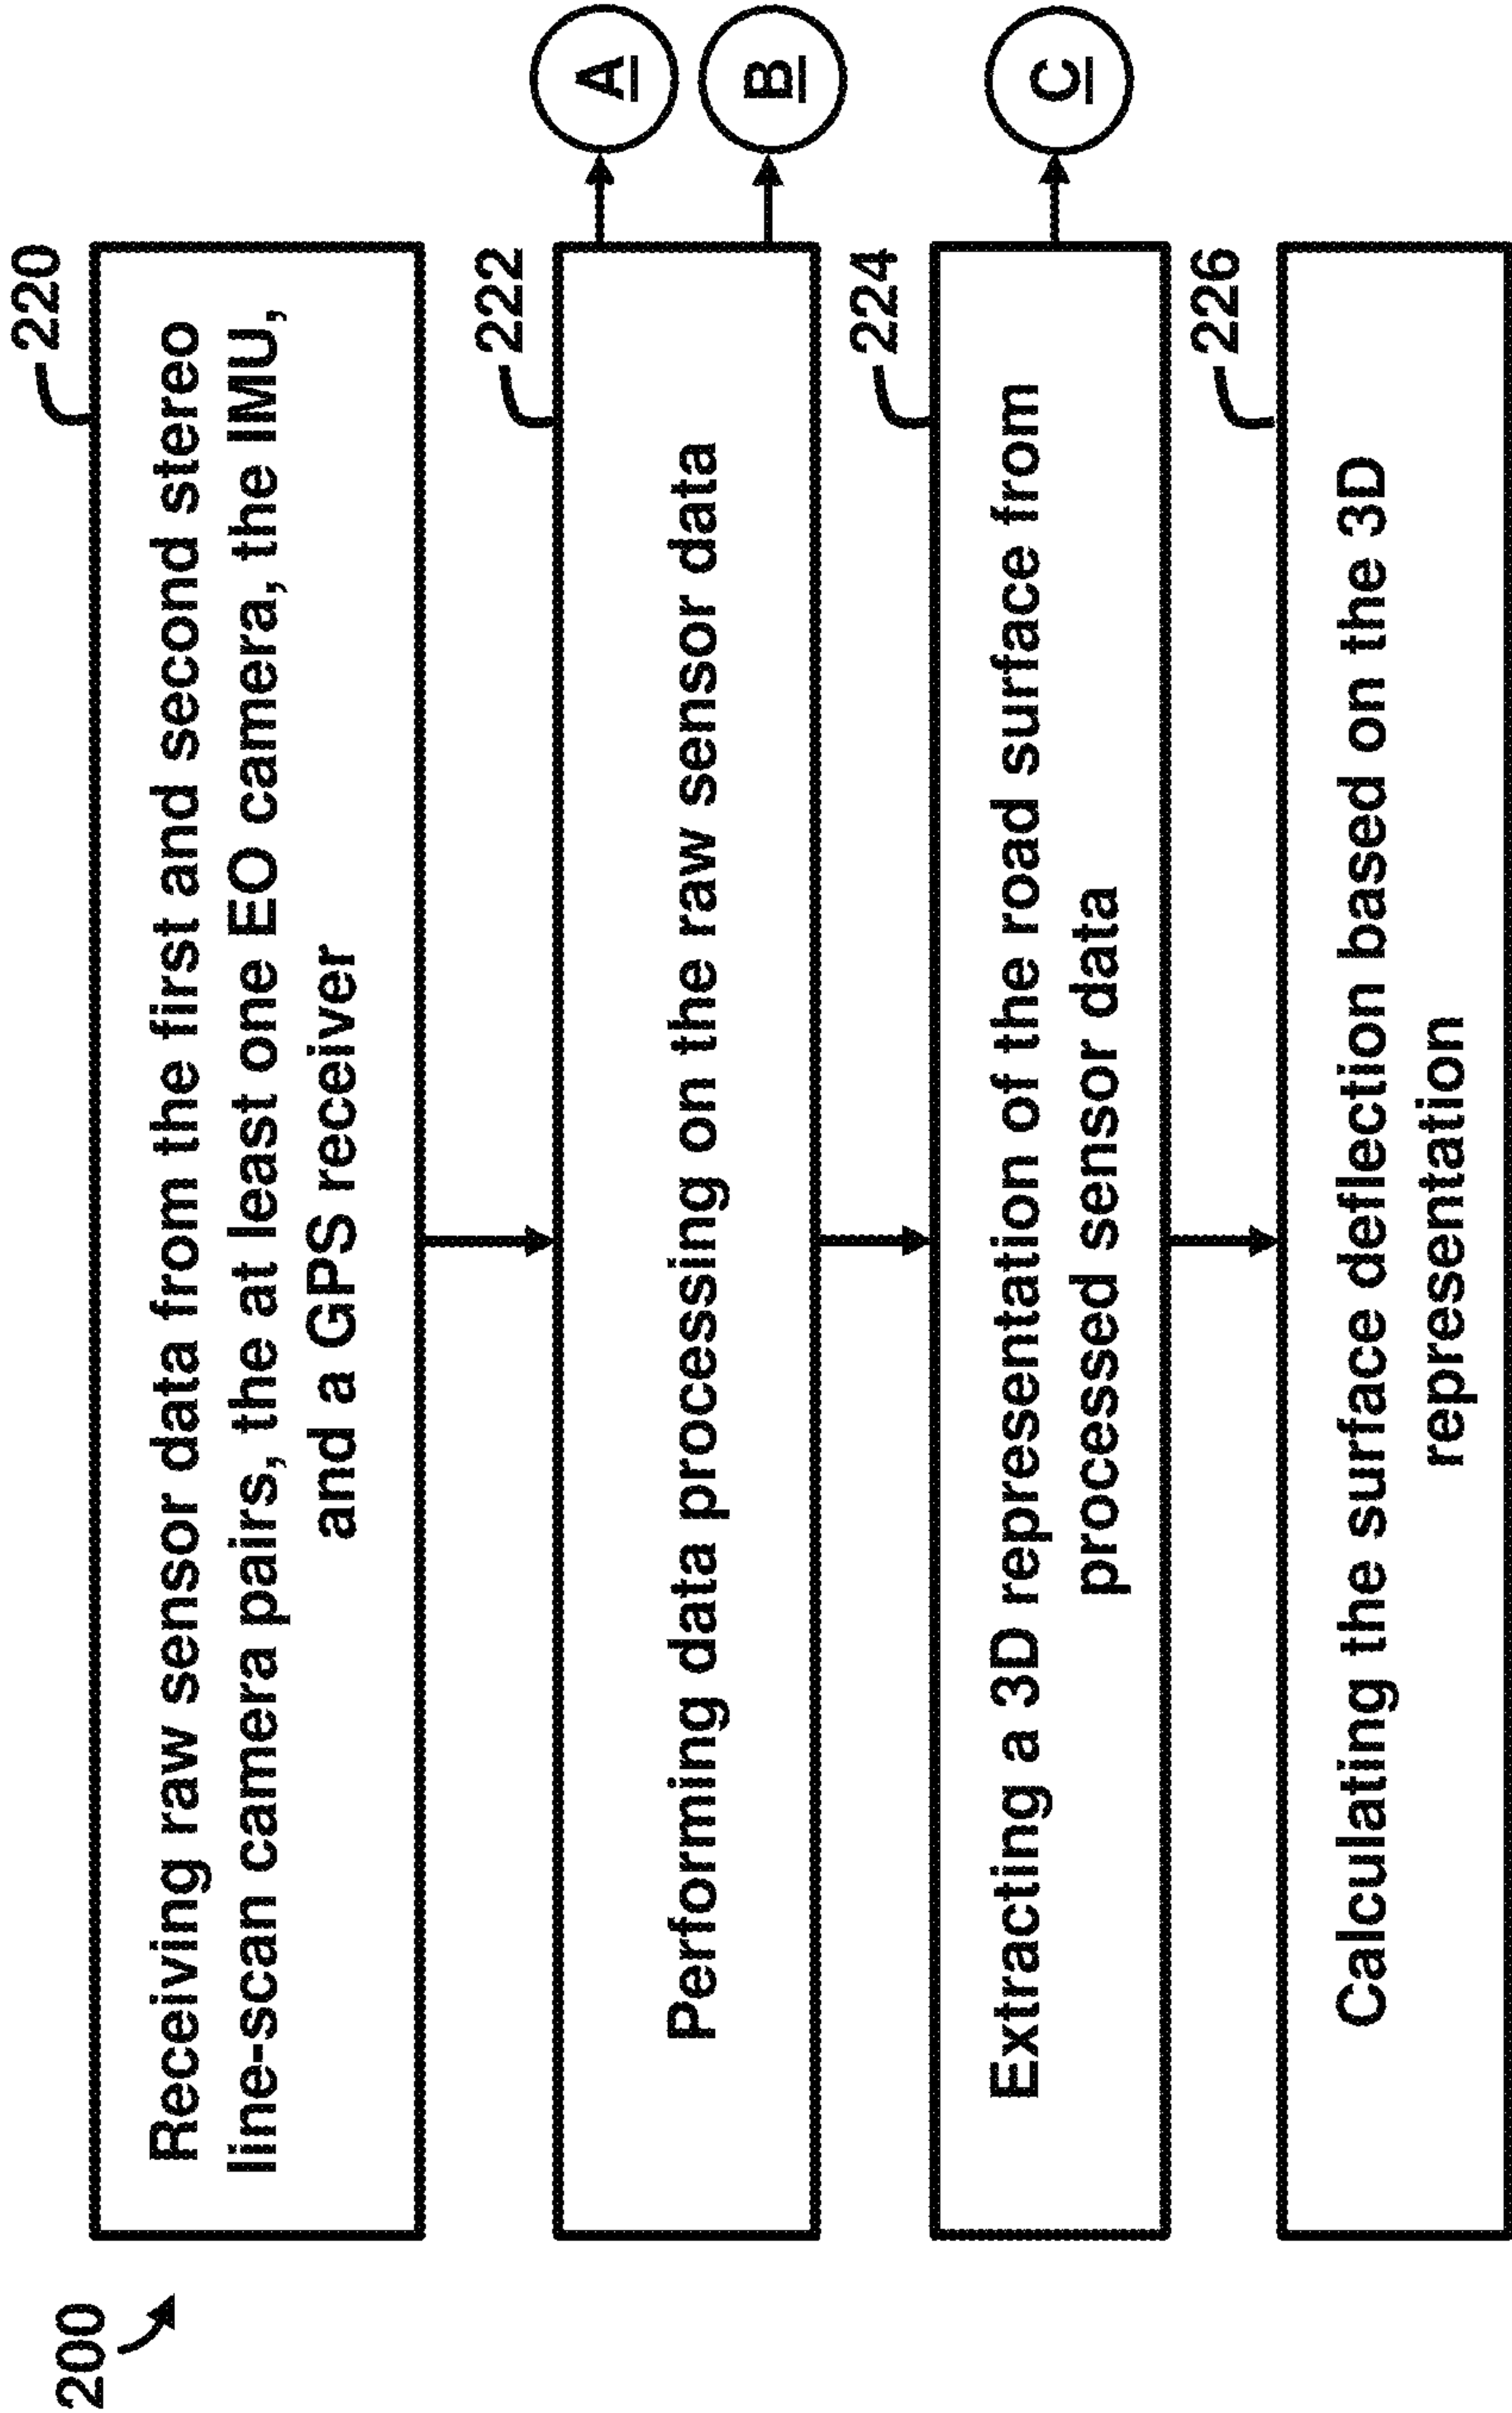 200
220
Receiving raw sensor data from the first and second stereo
line-scan camera pairs, the at least one EO camera, the IMU,
and a GPS receiver
222
Performing data processing on the raw sensor data
A
B
224
Extracting a 3D representation of the road surface from
processed sensor data
C
226
Calculating the surface deflection based on the 3D
representation